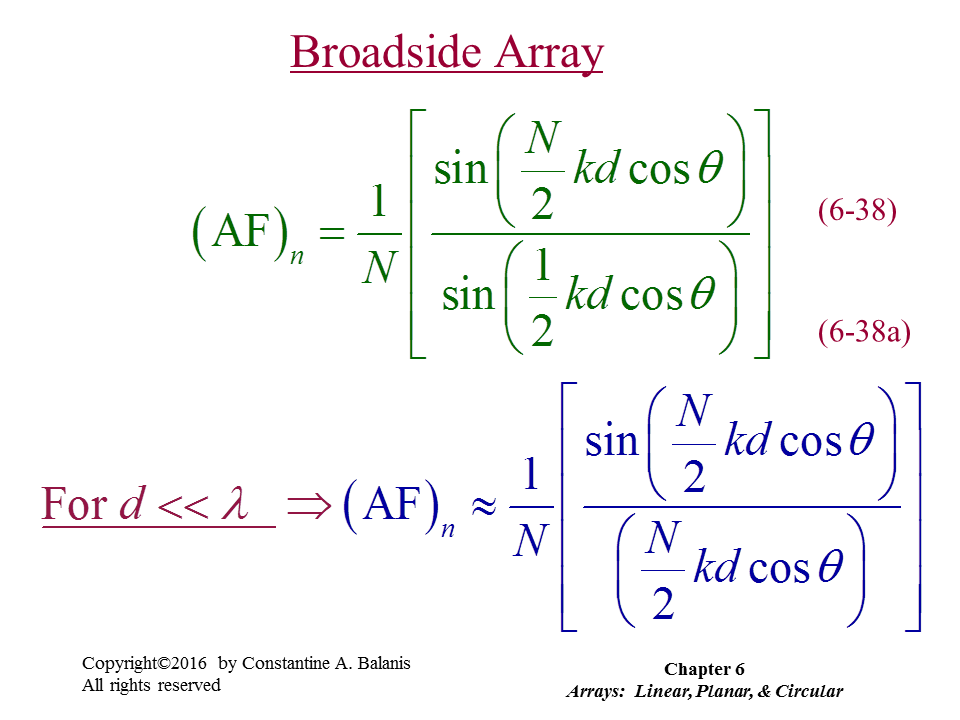 Broadside Array
(AF)ₙ = 1/N [ sin( N/2 kd cos θ ) / sin( 1/2 kd cos θ ) ] (6-38)
(6-38a)
For d << λ ⇒ (AF)ₙ ≈ 1/N [ sin( N/2 kd cos θ ) / ( N/2 kd cos θ ) ]
Copyright©2016 by Constantine A. Balanis
All rights reserved
Chapter 6
Arrays: Linear, Planar, & Circular